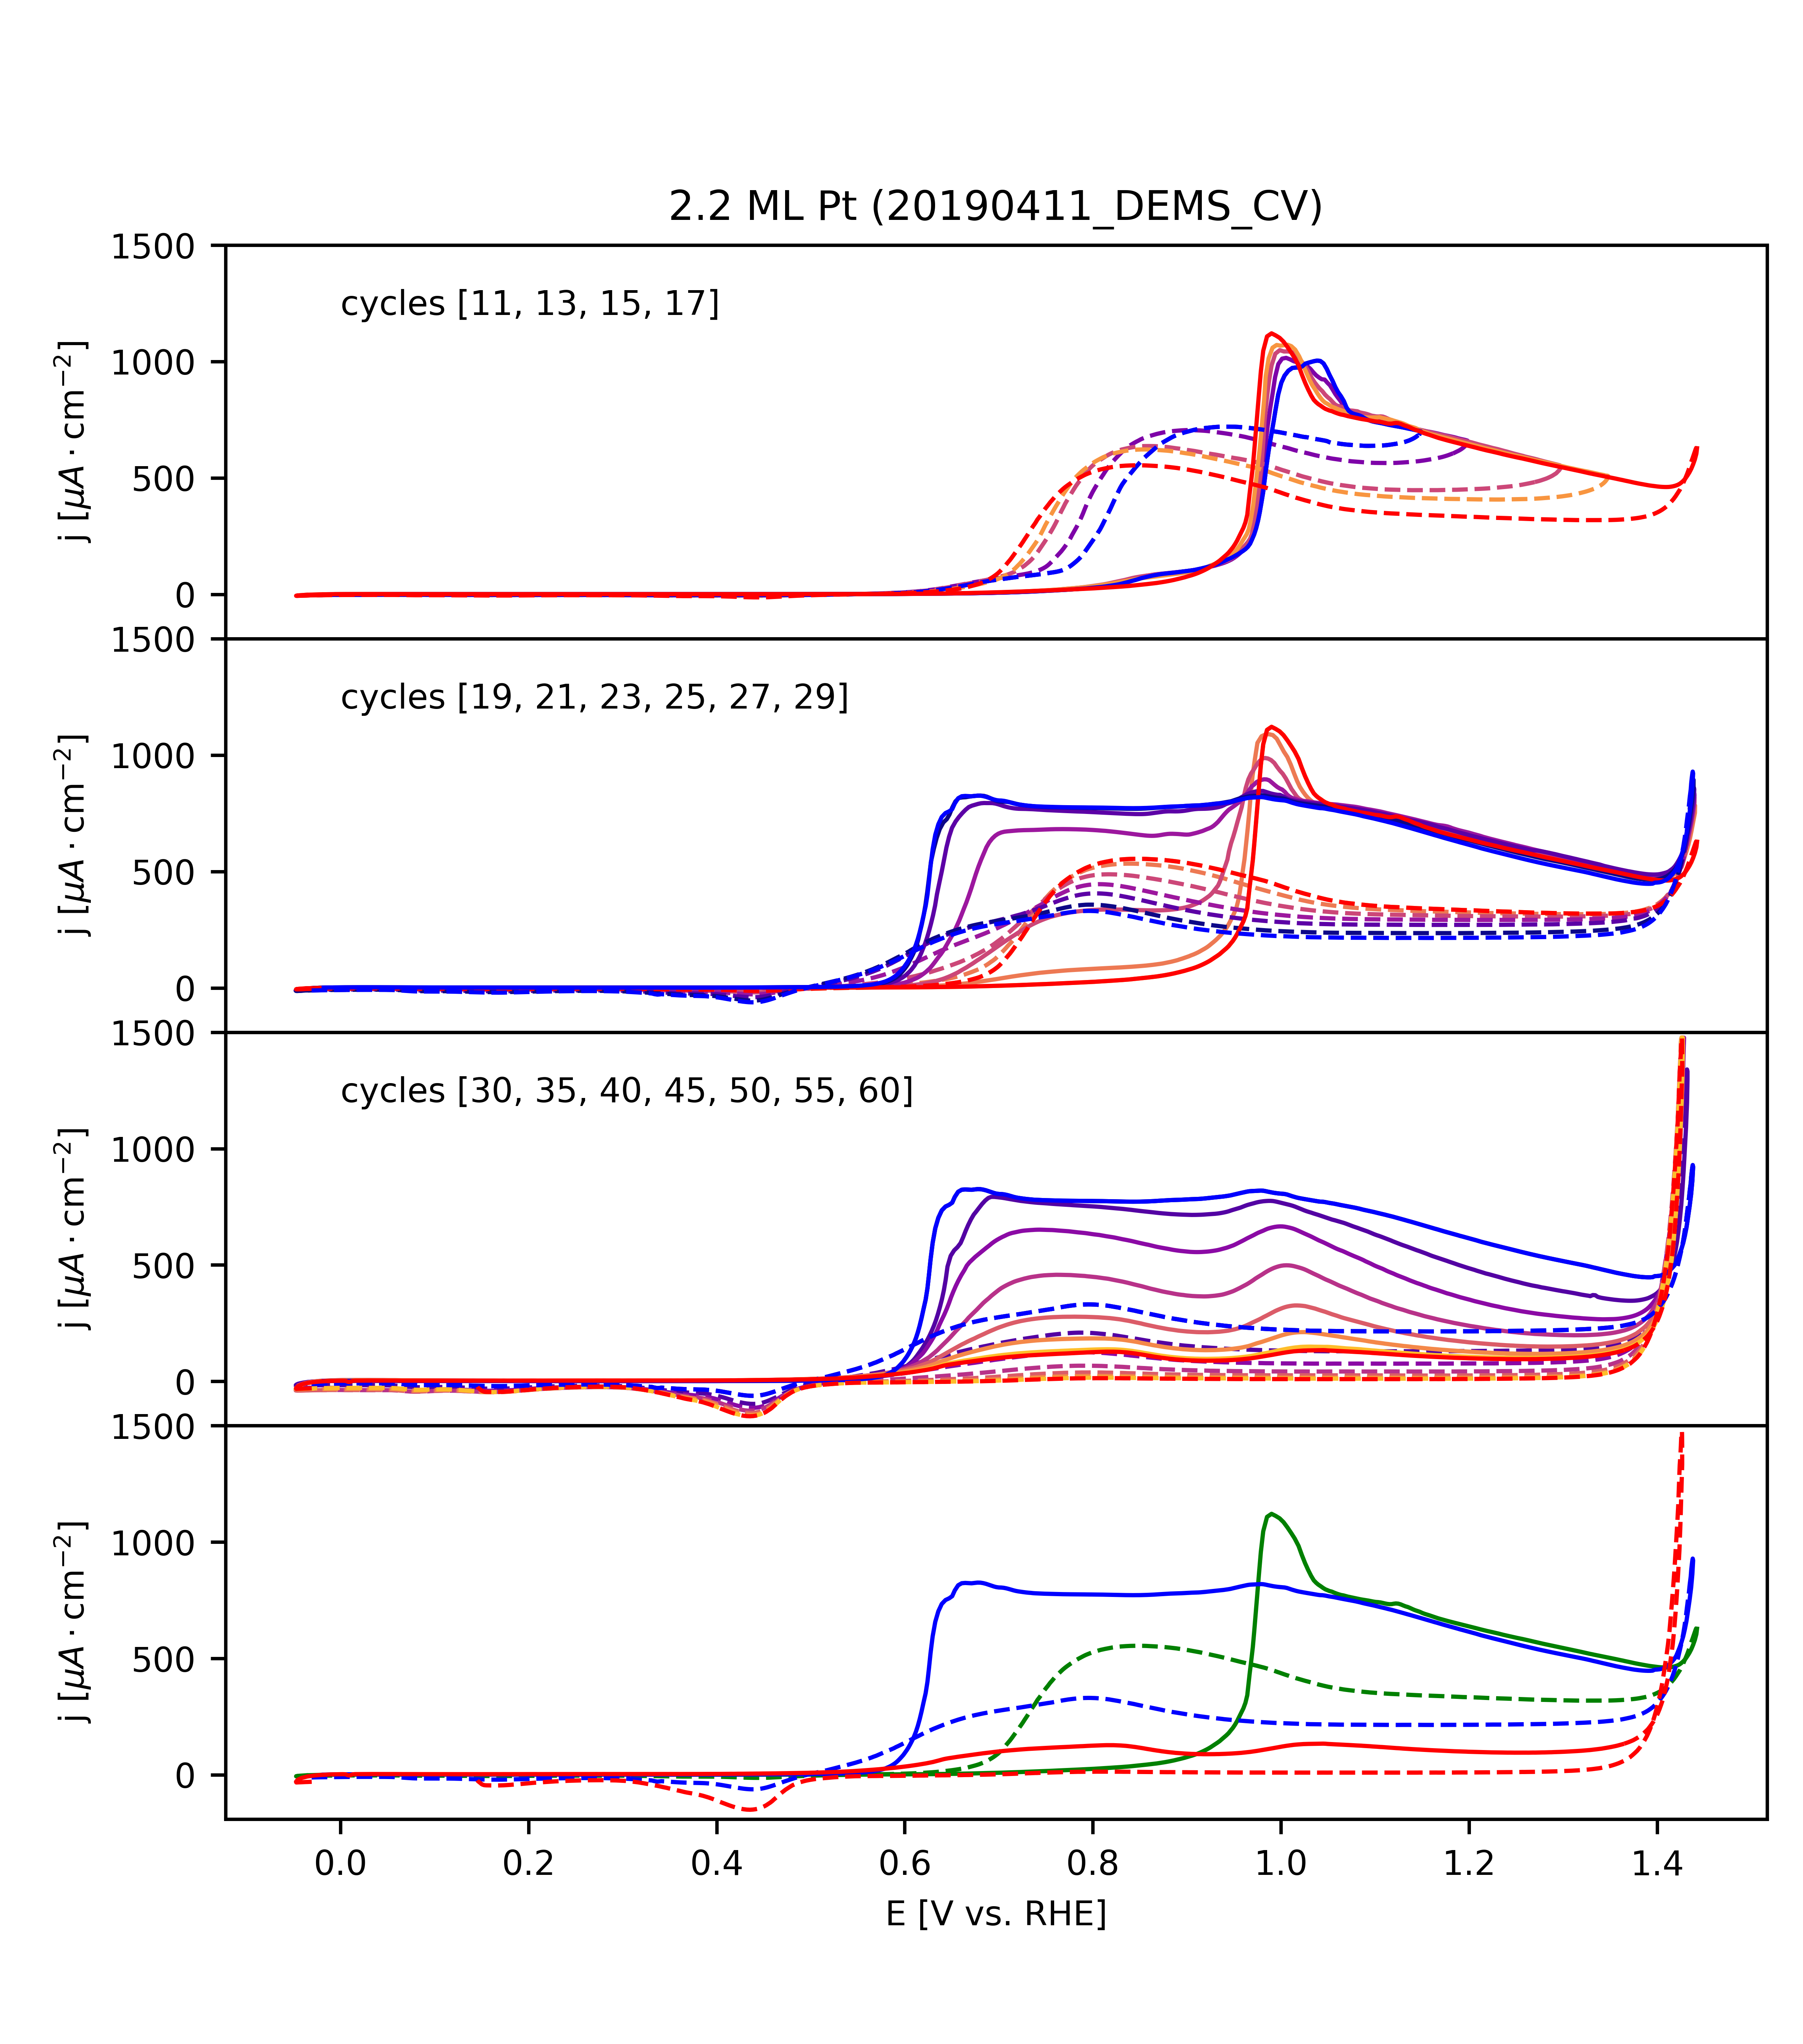 2.2 ML Pt (20190411_DEMS_CV)
1500
cycles [11, 13, 15, 17]
1000
j [μA·cm⁻²]
500
0
1500
cycles [19, 21, 23, 25, 27, 29]
1000
j [μA·cm⁻²]
500
0
1500
cycles [30, 35, 40, 45, 50, 55, 60]
1000
j [μA·cm⁻²]
500
0
1500
1000
j [μA·cm⁻²]
500
0
0.0 0.2 0.4 0.6 0.8 1.0 1.2 1.4
E [V vs. RHE]